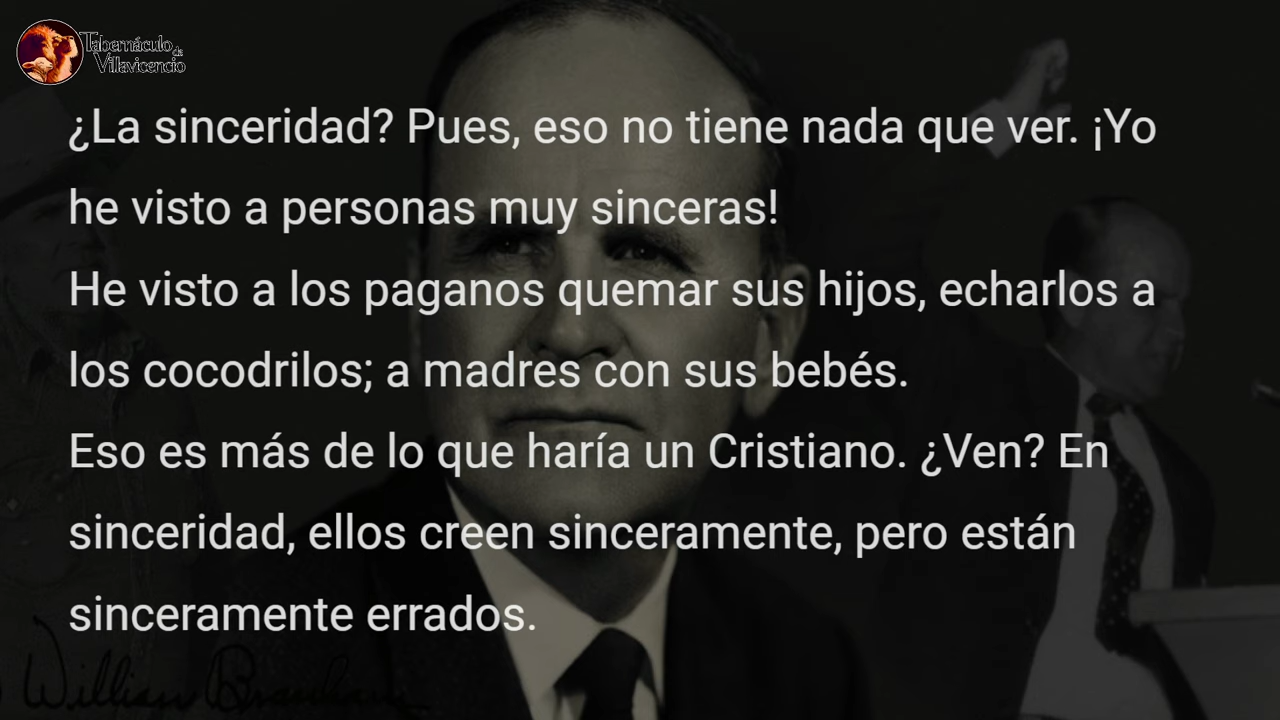 Tabernáculo de
Villavicencio
¿La sinceridad? Pues, eso no tiene nada que ver. ¡Yo
he visto a personas muy sinceras!
He visto a los paganos quemar sus hijos, echarlos a
los cocodrilos; a madres con sus bebés.
Eso es más de lo que haría un Cristiano. ¿Ven? En
sinceridad, ellos creen sinceramente, pero están
sinceramente errados.
William Branham